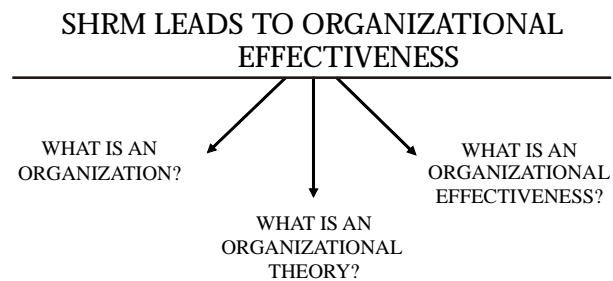 SHRM LEADS TO ORGANIZATIONAL
EFFECTIVENESS
WHAT IS AN
ORGANIZATION?
WHAT IS AN
ORGANIZATIONAL
THEORY?
WHAT IS AN
ORGANIZATIONAL
EFFECTIVENESS?